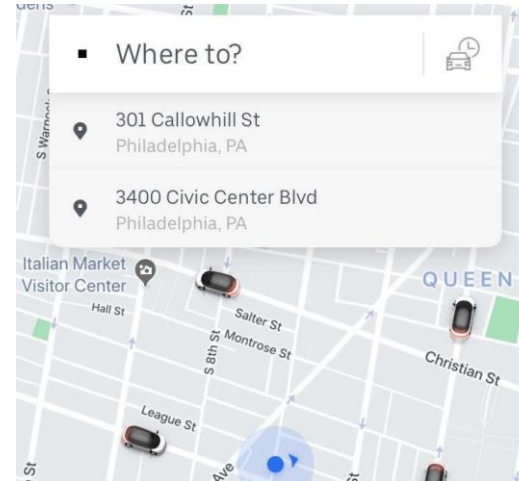 Where to?
301 Callowhill St
Philadelphia, PA
3400 Civic Center Blvd
Philadelphia, PA
Italian Market
Visitor Center
QUEEN
Hall St
Salter St
Montrose St
S 8th St
Christian St
League St
Ave
St